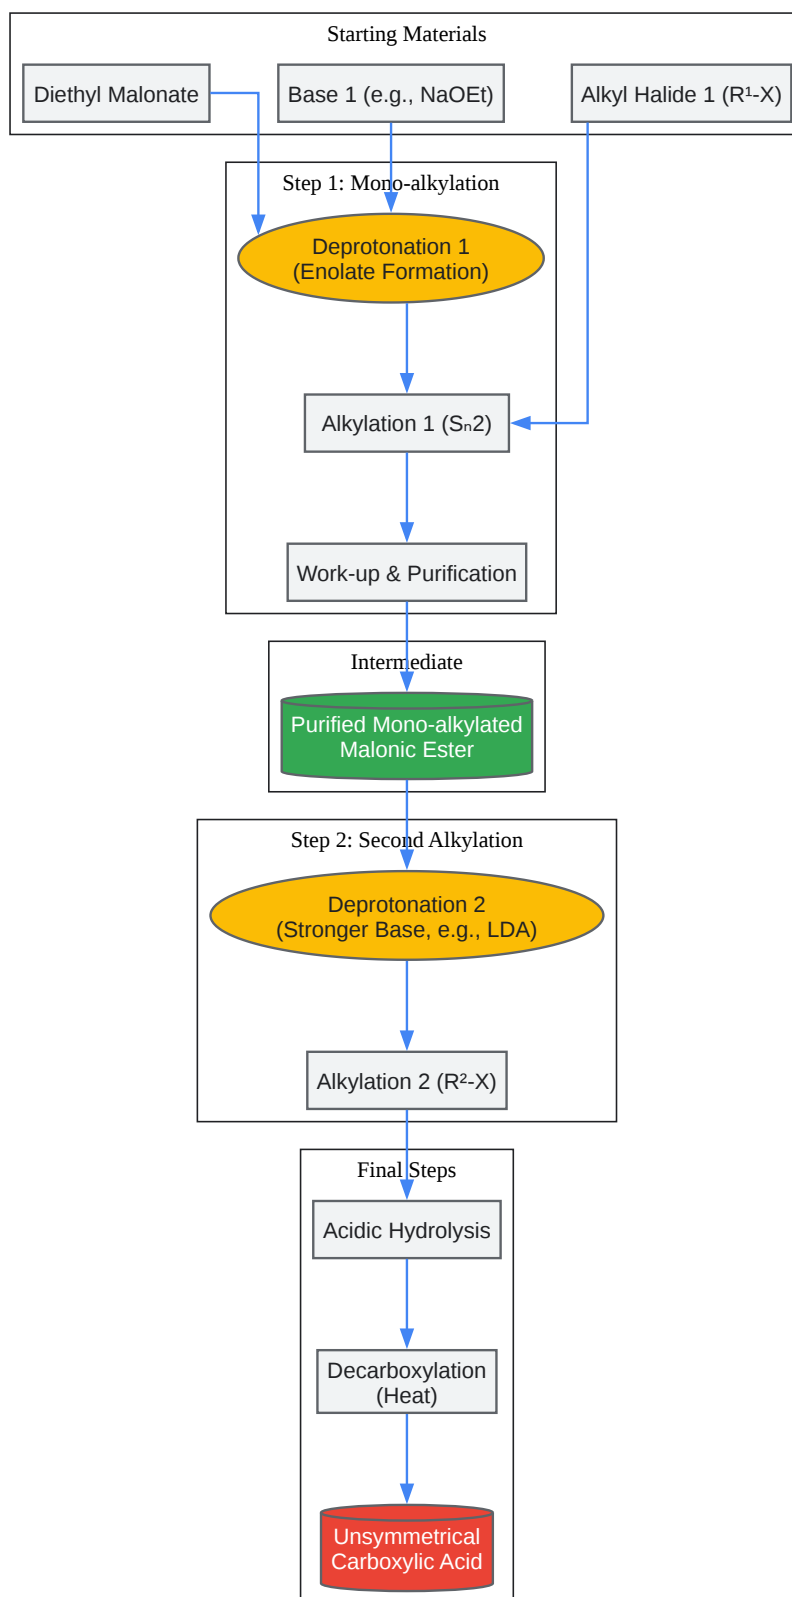 Starting Materials
Diethyl Malonate
Base 1 (e.g., NaOEt)
Alkyl Halide 1 (R¹-X)
Step 1: Mono-alkylation
Deprotonation 1
(Enolate Formation)
Alkylation 1 (Sₙ2)
Work-up & Purification
Intermediate
Purified Mono-alkylated
Malonic Ester
Step 2: Second Alkylation
Deprotonation 2
(Stronger Base, e.g., LDA)
Alkylation 2 (R²-X)
Final Steps
Acidic Hydrolysis
Decarboxylation
(Heat)
Unsymmetrical
Carboxylic Acid